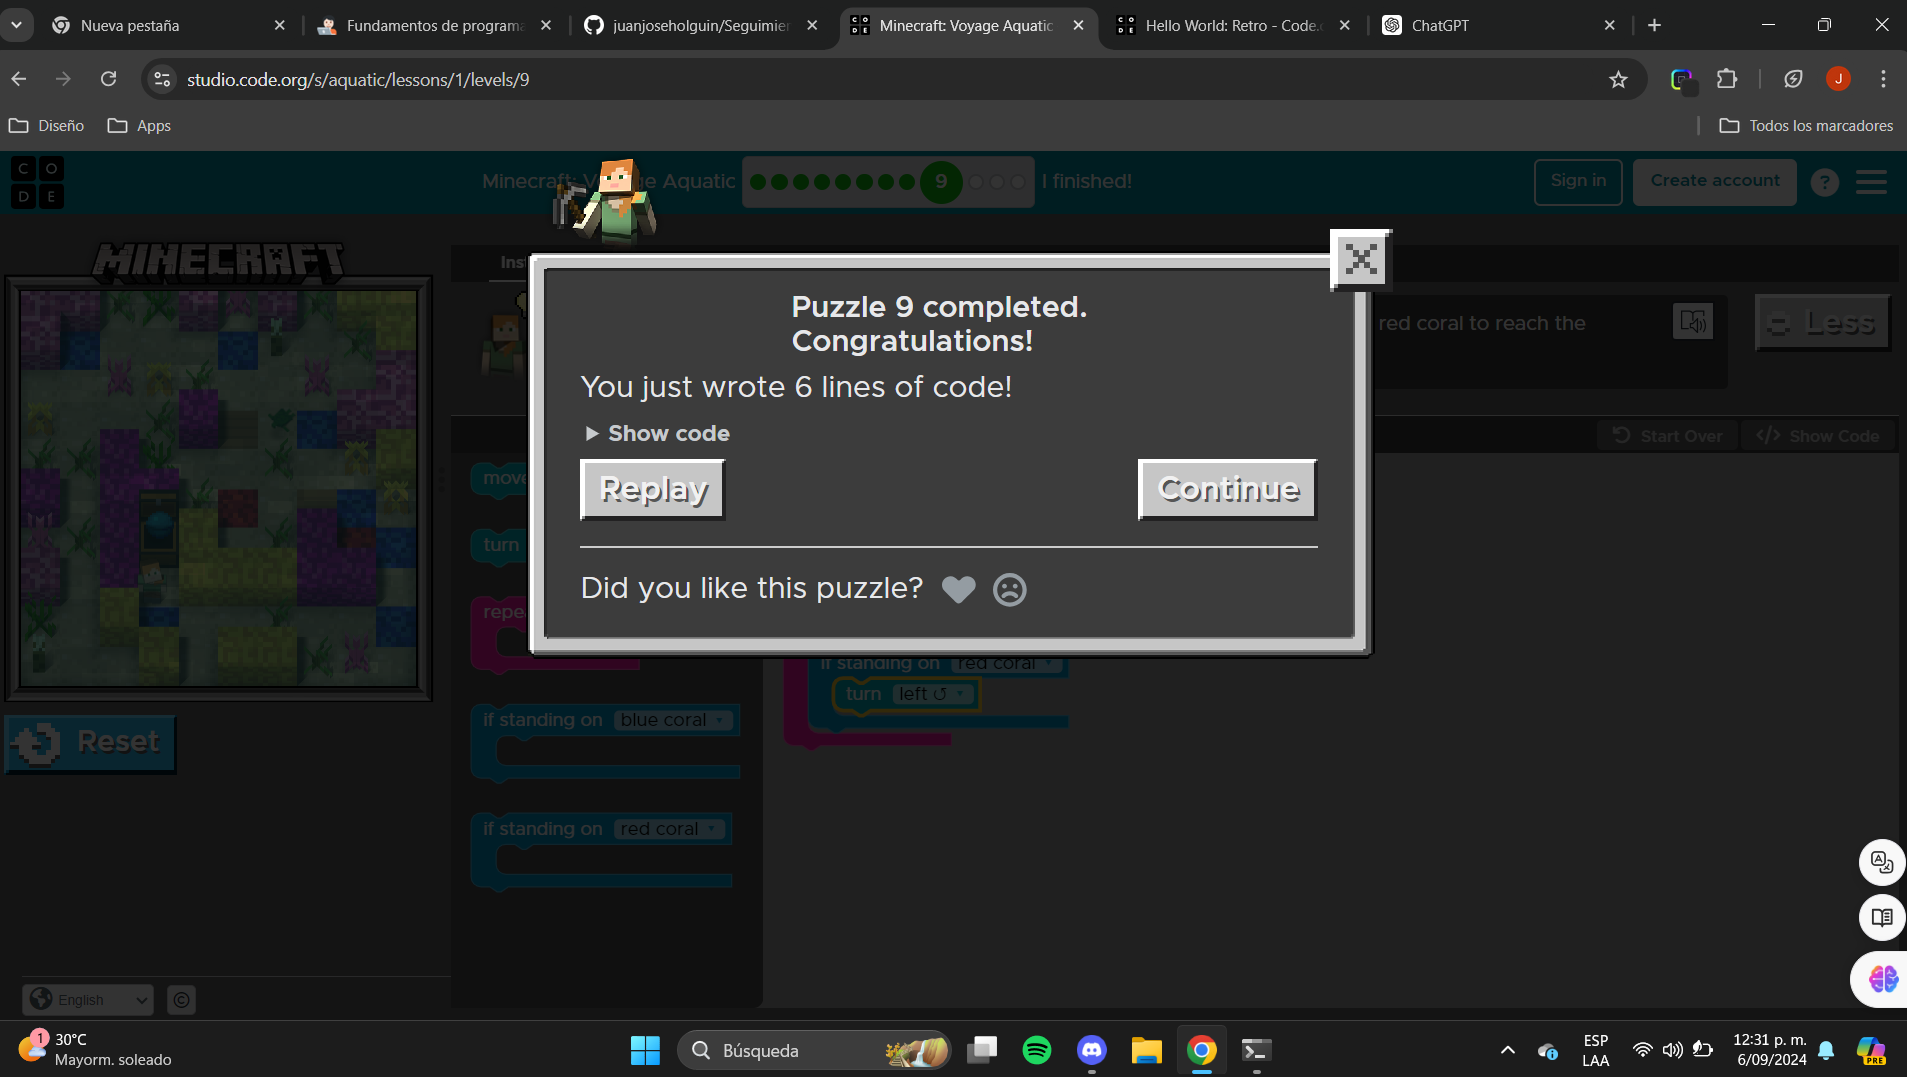 Nueva pestaña
Fundamentos de programa
juanjoseholguin/Seguimier
Minecraft: Voyage Aquatic
Hello World: Retro - Code.
ChatGPT
studio.code.org/s/aquatic/lessons/1/levels/9
J
Diseño
Apps
Todos los marcadores
C O
D E
Minecraft: V
e Aquatic
9
I finished!
Sign in
Create account
?
MINECRAFT
Inst
red coral to reach the
Less
Puzzle 9 completed.
Congratulations!
You just wrote 6 lines of code!
Show code
Replay
Continue
Did you like this puzzle?
Start Over
Show Code
move
turn
repea
if standing on red coral
turn left ↺
if standing on blue coral
if standing on red coral
Reset
English
©
1
30°C
Mayorm. soleado
Búsqueda
ESP
LAA
12:31 p. m.
6/09/2024
PRE